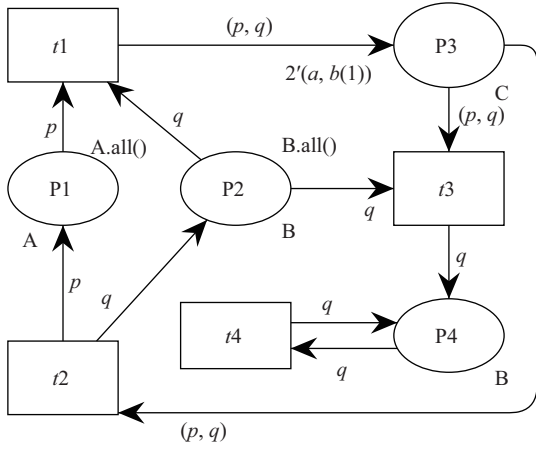 (p, q)
t1
P3
2′(a, b(1))
C
q
p
(p, q)
A.all()
B.all()
P1
P2
t3
q
A
B
q
p
q
q
t4
P4
q
B
t2
(p, q)